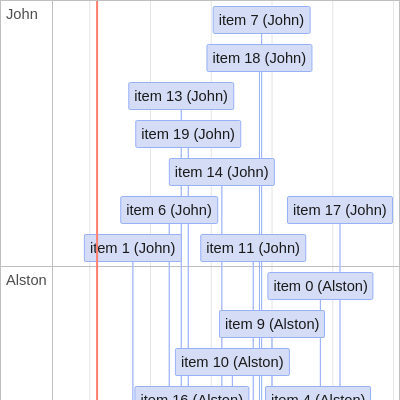 John
item 7 (John)
item 18 (John)
item 13 (John)
item 19 (John)
item 14 (John)
item 6 (John)
item 17 (John)
item 1 (John)
item 11 (John)
Alston
item 0 (Alston)
item 9 (Alston)
item 10 (Alston)
item 16 (Alston)
item 4 (Alston)